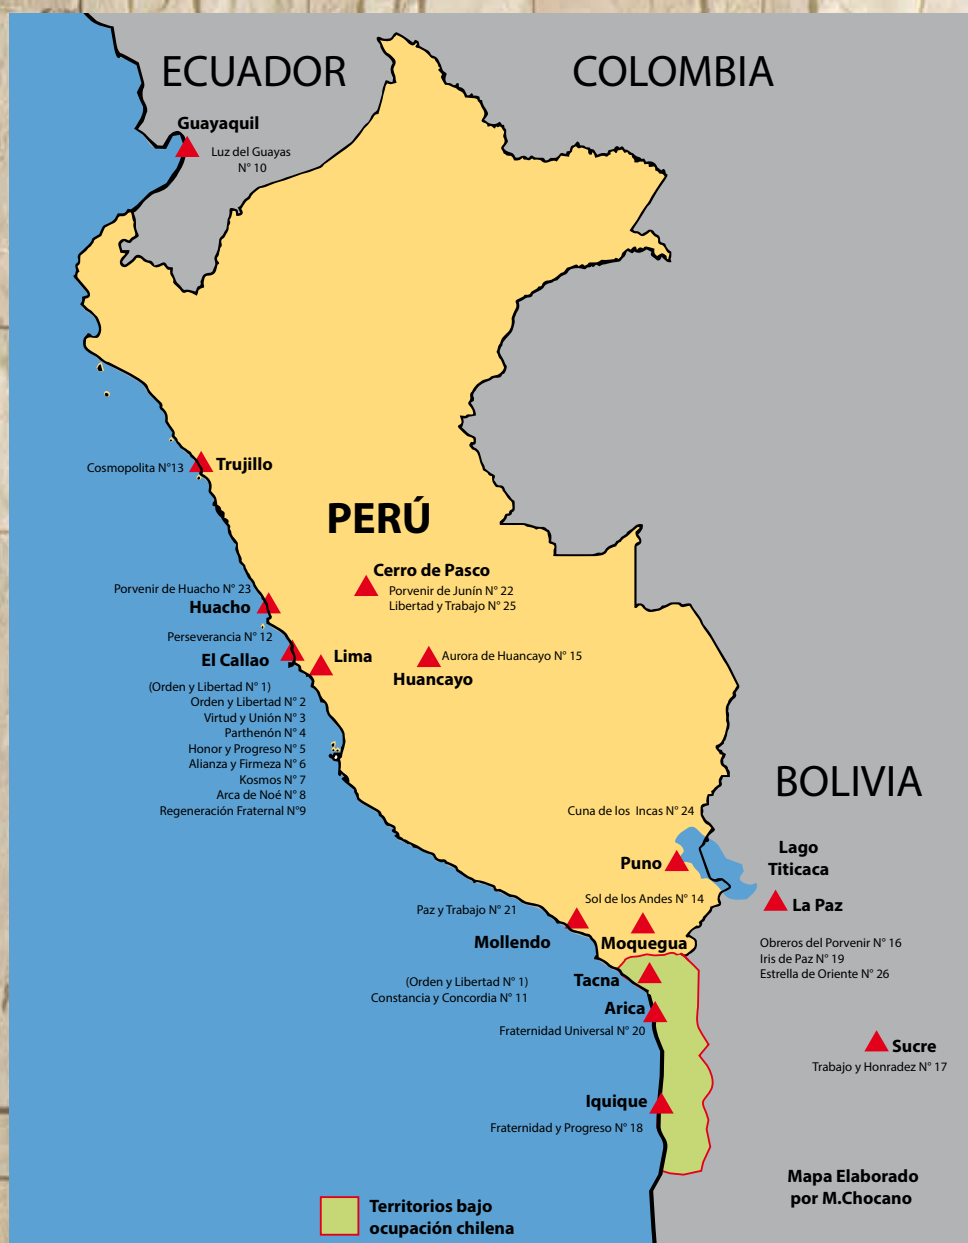 ECUADOR
COLOMBIA
Guayaquil
Luz del Guayas
N° 10
Cosmopolita N°13
Trujillo
PERÚ
Cerro de Pasco
Porvenir de Junín N° 22
Libertad y Trabajo N° 25
Porvenir de Huacho N° 23
Huacho
Perseverancia N° 12
El Callao
Lima
Aurora de Huancayo N° 15
Huancayo
(Orden y Libertad N° 1)
Orden y Libertad N° 2
Virtud y Unión N° 3
Parthenón N° 4
Honor y Progreso N° 5
Alianza y Firmeza N° 6
Kosmos N° 7
Arca de Noé N° 8
Regeneración Fraternal N°9
BOLIVIA
Cuna de los Incas N° 24
Puno
Lago
Titicaca
La Paz
Obreros del Porvenir N° 16
Iris de Paz N° 19
Estrella de Oriente N° 26
Sol de los Andes N° 14
Moquegua
Paz y Trabajo N° 21
Mollendo
Tacna
(Orden y Libertad N° 1)
Constancia y Concordia N° 11
Arica
Fraternidad Universal N° 20
Sucre
Trabajo y Honradez N° 17
Iquique
Fraternidad y Progreso N° 18
Mapa Elaborado
por M.Chocano
Territorios bajo
ocupación chilena